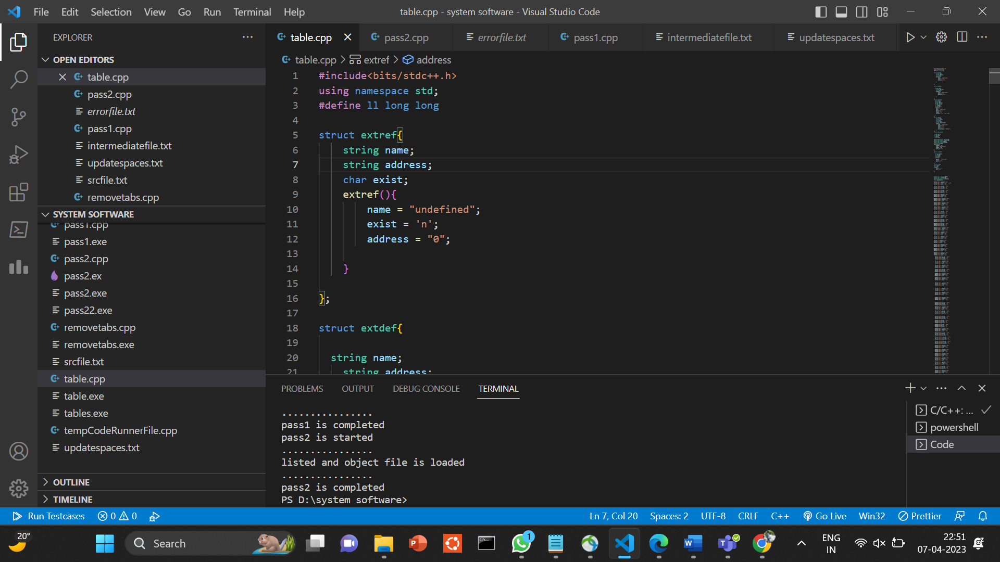 File Edit Selection View Go Run Terminal Help
table.cpp - system software - Visual Studio Code
EXPLORER
OPEN EDITORS
table.cpp
pass2.cpp
errorfile.txt
pass1.cpp
intermediatefile.txt
updatespaces.txt
srcfile.txt
removetabs.cpp
SYSTEM SOFTWARE
pass1.cpp
pass1.exe
pass2.cpp
pass2.ex
pass2.exe
pass22.exe
removetabs.cpp
removetabs.exe
srcfile.txt
table.cpp
table.exe
tables.exe
tempCodeRunnerFile.cpp
updatespaces.txt
OUTLINE
TIMELINE
table.cpp pass2.cpp errorfile.txt pass1.cpp intermediatefile.txt updatespaces.txt
table.cpp > extref > address
1 #include<bits/stdc++.h>
2 using namespace std;
3 #define ll long long
4
5 struct extref{
6 string name;
7 string address;
8 char exist;
9 extref(){
10 name = "undefined";
11 exist = 'n';
12 address = "0";
13
14 }
15
16 };
17
18 struct extdef{
19
20 string name;
21 string address;
PROBLEMS OUTPUT DEBUG CONSOLE TERMINAL
................
pass1 is completed
pass2 is started
................
listed and object file is loaded
................
pass2 is completed
PS D:\system software>
C/C++: ...
powershell
Code
Run Testcases 0 0
Ln 7, Col 20 Spaces: 2 UTF-8 CRLF C++ Go Live Win32 Prettier
20°
Search
1
ENG
IN
22:51
07-04-2023